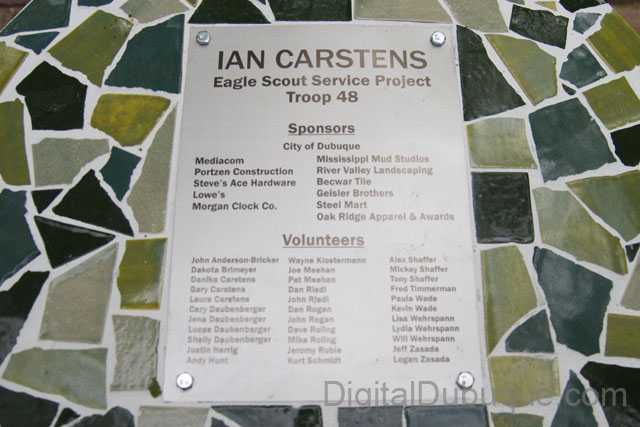 IAN CARSTENS
Eagle Scout Service Project
Troop 48
Sponsors
City of Dubuque
Mediacom
Portzen Construction
Steve's Ace Hardware
Lowe's
Morgan Clock Co.
Mississippi Mud Studios
River Valley Landscaping
Becwar Tile
Geisler Brothers
Steel Mart
Oak Ridge Apparel & Awards
Volunteers
John Anderson-Bricker
Dakota Brimeyer
Danika Carstens
Gary Carstens
Laura Carstens
Cary Daubenberger
Jena Daubenberger
Lucas Daubenberger
Shelly Daubenberger
Justin Herrig
Andy Hunt
Wayne Klostermann
Joe Meehan
Pat Meehan
Dan Riedl
John Riedl
Dan Rogan
John Rogan
Dave Roling
Mike Roling
Jeromy Ruble
Kurt Schmidt
Alex Shaffer
Mickey Shaffer
Tony Shaffer
Fred Timmerman
Paula Wade
Kevin Wade
Lisa Wehrspann
Lydia Wehrspann
Will Wehrspann
Jeff Zasada
Logan Zasada
DigitalDubuque.com